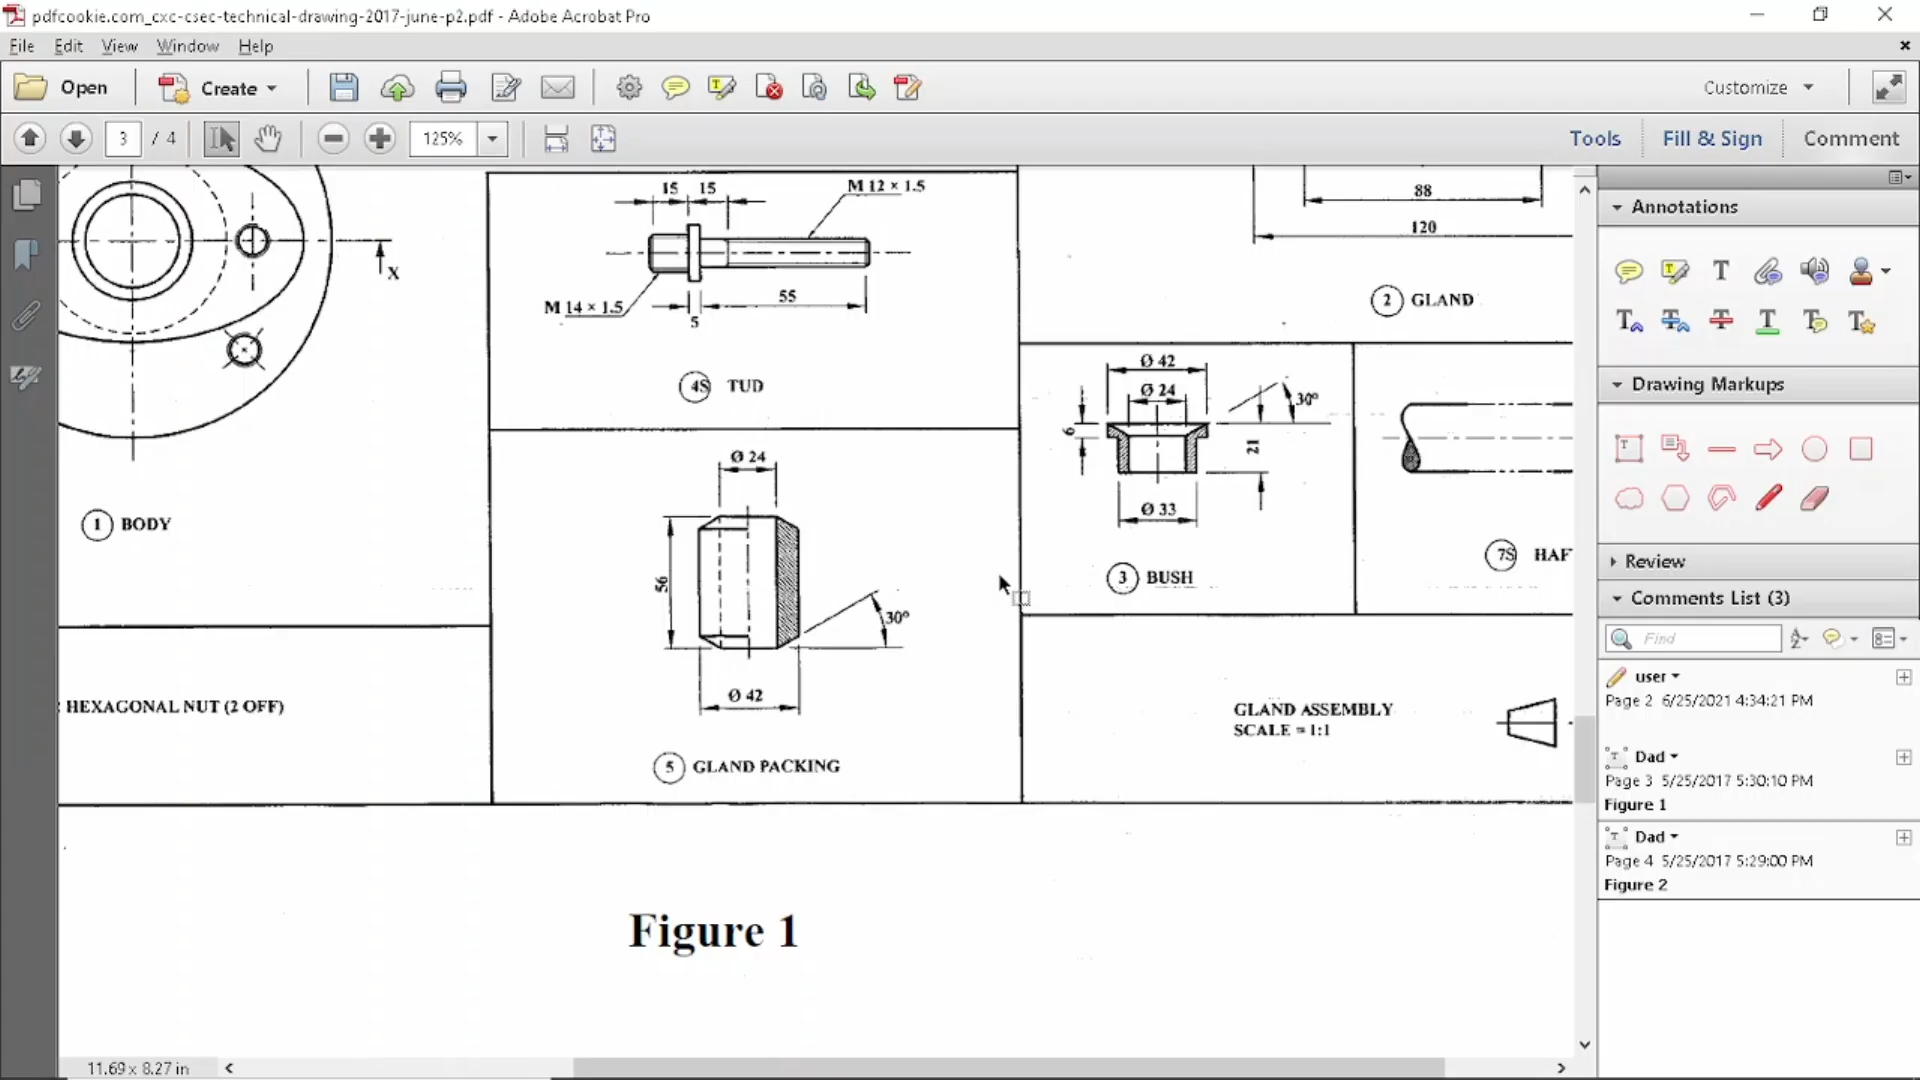 pdfcookie.com_cxc-csec-technical-drawing-2017-june-p2.pdf - Adobe Acrobat Pro
File Edit View Window Help
Open Create Customize
3 / 4 125% Tools Fill & Sign Comment
15 15 M 12 × 1.5
M 14 × 1.5 55
5
4S TUD
X
88
120
2 GLAND
Ø 42
Ø 24
30°
6
21
Ø 33
3 BUSH
7S HAF
1 BODY
Ø 24
56
30°
Ø 42
5 GLAND PACKING
: HEXAGONAL NUT (2 OFF)
GLAND ASSEMBLY
SCALE = 1:1
Figure 1
11.69 x 8.27 in
Annotations
Drawing Markups
Review
Comments List (3)
Find
user
Page 2 6/25/2021 4:34:21 PM
Dad
Page 3 5/25/2017 5:30:10 PM
Figure 1
Dad
Page 4 5/25/2017 5:29:00 PM
Figure 2